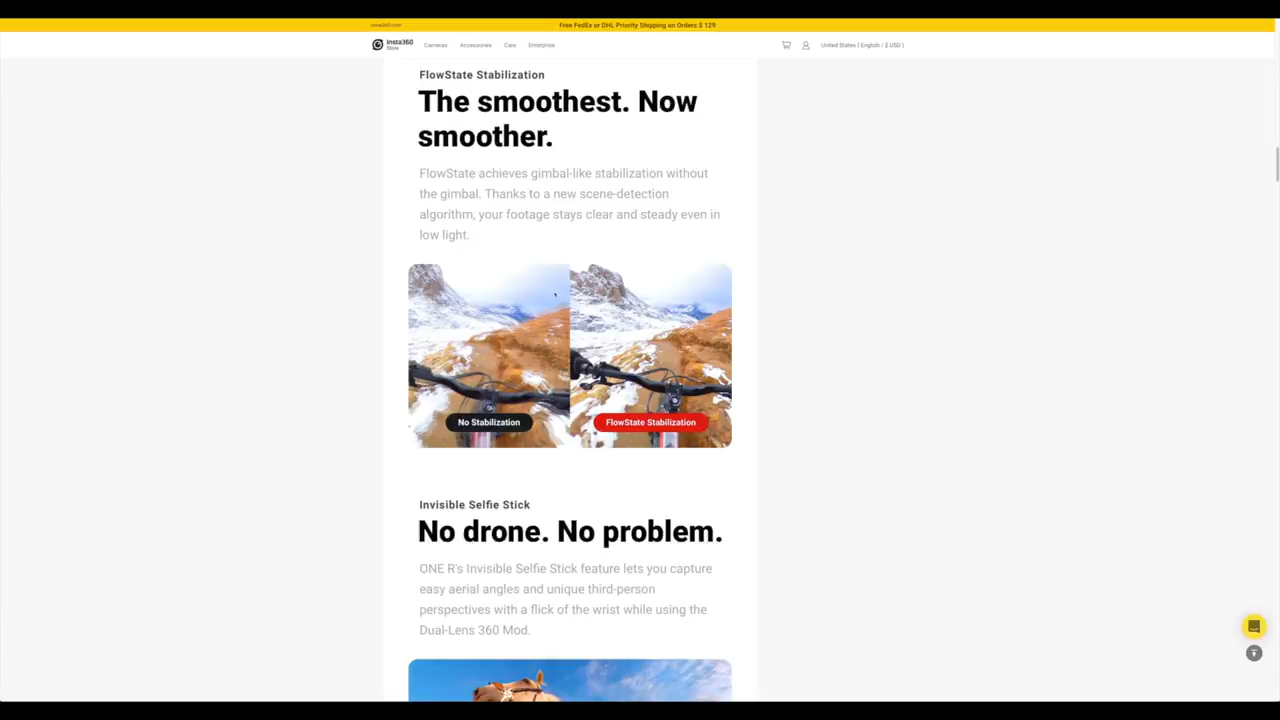 www.insta360.com
Free FedEx or DHL Priority Shipping on Orders $ 129
Insta360
Store
Cameras
Accessories
Care
Enterprise
United States ( English / $ USD )
FlowState Stabilization
The smoothest. Now
smoother.
FlowState achieves gimbal-like stabilization without
the gimbal. Thanks to a new scene-detection
algorithm, your footage stays clear and steady even in
low light.
No Stabilization
FlowState Stabilization
Invisible Selfie Stick
No drone. No problem.
ONE R's Invisible Selfie Stick feature lets you capture
easy aerial angles and unique third-person
perspectives with a flick of the wrist while using the
Dual-Lens 360 Mod.